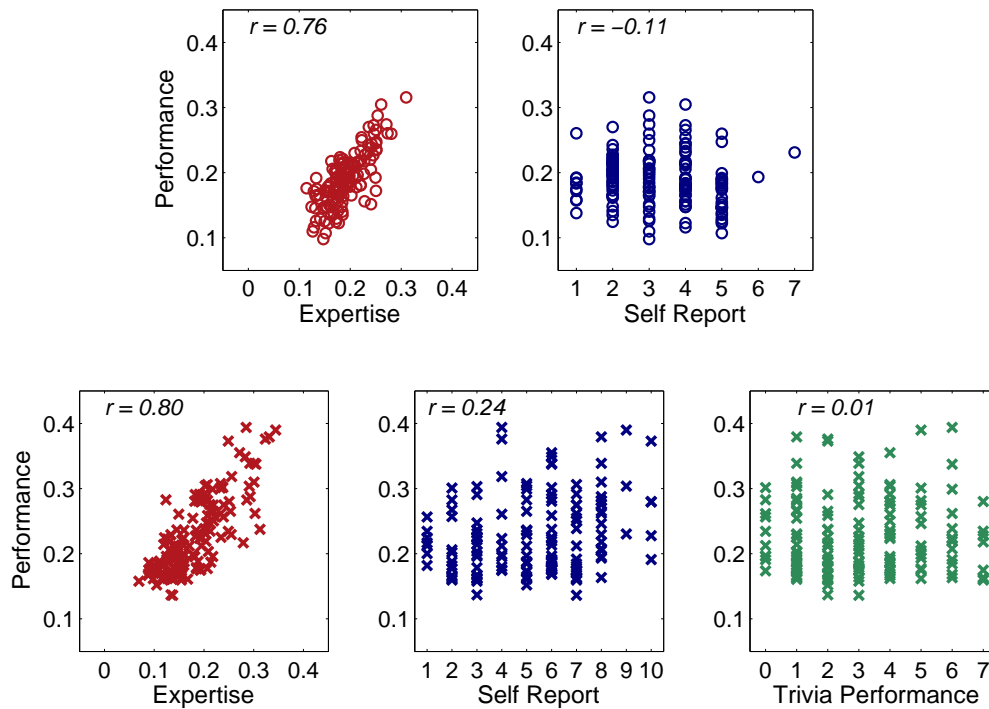 r = 0.76
0.4
0.3
0.2
0.1
Performance
0 0.1 0.2 0.3 0.4
Expertise
r = −0.11
0.4
0.3
0.2
0.1
1 2 3 4 5 6 7
Self Report
r = 0.80
0.4
0.3
0.2
0.1
Performance
0 0.1 0.2 0.3 0.4
Expertise
r = 0.24
0.4
0.3
0.2
0.1
1 2 3 4 5 6 7 8 9 10
Self Report
r = 0.01
0.4
0.3
0.2
0.1
0 1 2 3 4 5 6 7
Trivia Performance